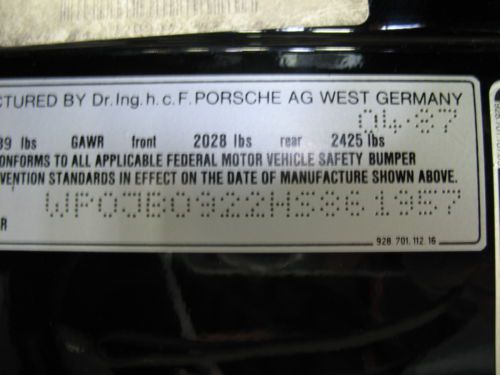 CTURED BY Dr. Ing. h. c. F. PORSCHE AG WEST GERMANY
04-87
39 lbs GAWR front 2028 lbs rear 2425 lbs
CONFORMS TO ALL APPLICABLE FEDERAL MOTOR VEHICLE SAFETY BUMPER
VENTION STANDARDS IN EFFECT ON THE DATE OF MANUFACTURE SHOWN ABOVE.
WP0JB0922HS861957
R
928. 701. 112. 16